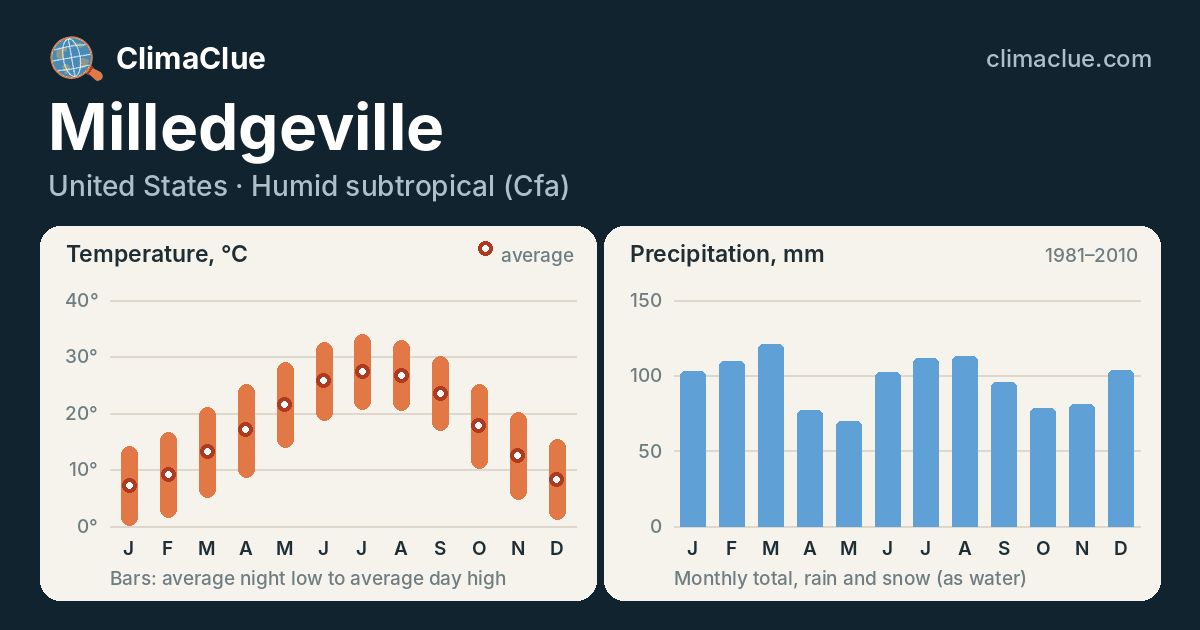 ClimaClue
climaclue.com
Milledgeville
United States · Humid subtropical (Cfa)
Temperature, °C
average
40°
30°
20°
10°
0°
J F M A M J J A S O N D
Bars: average night low to average day high
Precipitation, mm
1981–2010
150
100
50
0
J F M A M J J A S O N D
Monthly total, rain and snow (as water)